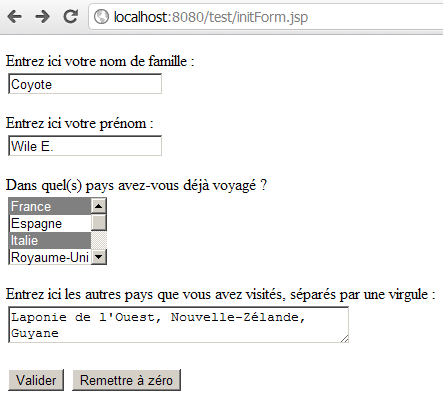 localhost:8080/test/initForm.jsp
Entrez ici votre nom de famille :
Coyote
Entrez ici votre prénom :
Wile E.
Dans quel(s) pays avez-vous déjà voyagé ?
France
Espagne
Italie
Royaume-Uni
Entrez ici les autres pays que vous avez visités, séparés par une virgule :
Laponie de l'Ouest, Nouvelle-Zélande,
Guyane
Valider Remettre à zéro